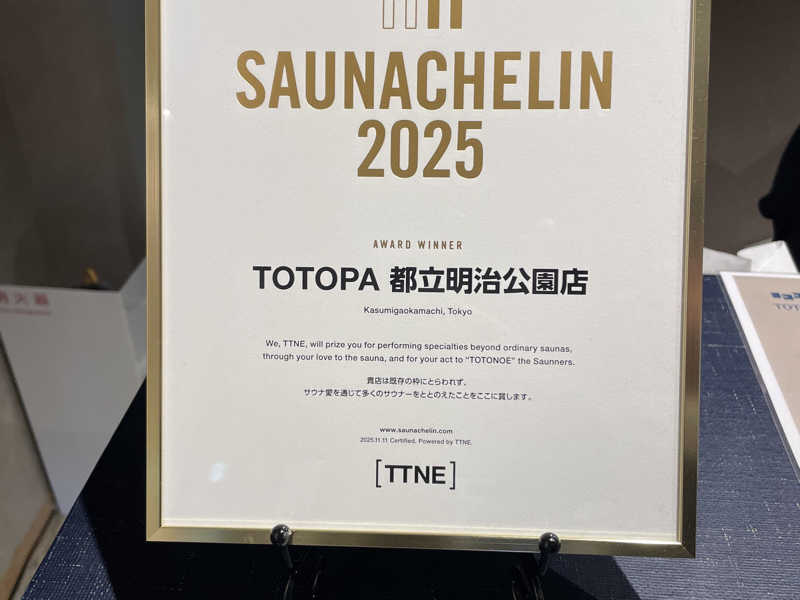 SAUNACHELIN
2025
AWARD WINNER
TOTOPA 都立明治公園店
Kasumigaokamachi, Tokyo
We, TTNE, will prize you for performing specialties beyond ordinary saunas,
through your love to the sauna, and for your act to “TOTONOE” the Saunners.
貴店は既存の枠にとらわれず、
サウナ愛を通じて多くのサウナーをととのえたことをここに賞します。
www.saunachelin.com
2025.11.11 Certified. Powered by TTNE.
[TTNE]
消火器